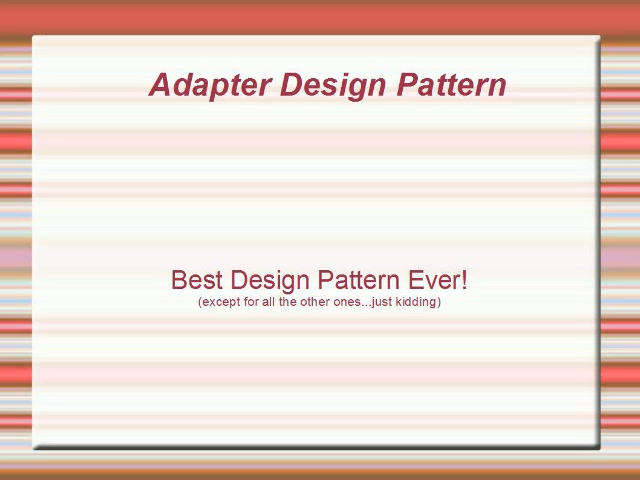 Adapter Design Pattern
Best Design Pattern Ever!
(except for all the other ones...just kidding)